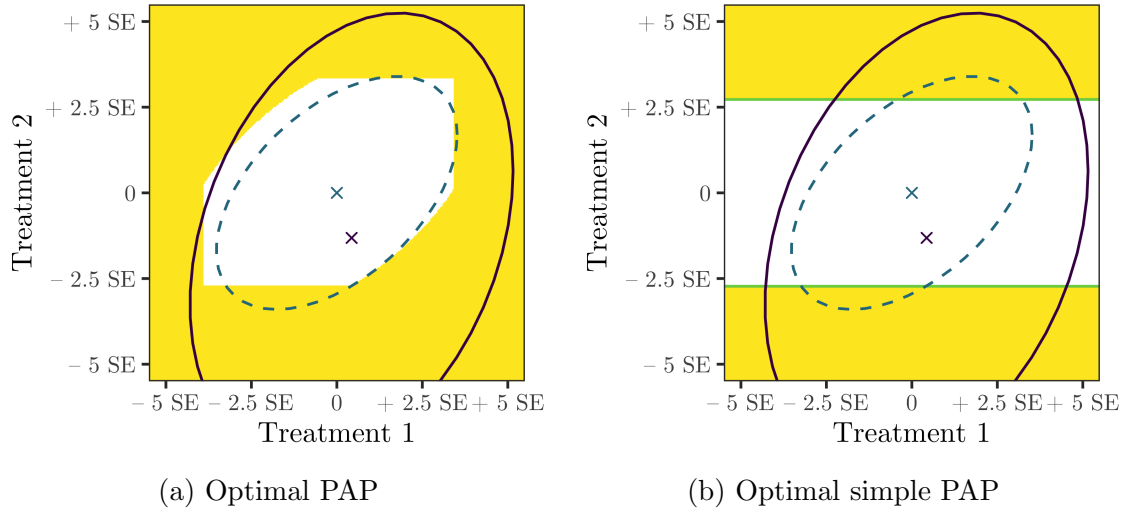 + 5 SE
+ 2.5 SE
0
− 2.5 SE
− 5 SE
Treatment 2
− 5 SE − 2.5 SE 0 + 2.5 SE + 5 SE
Treatment 1
(a) Optimal PAP
+ 5 SE
+ 2.5 SE
0
− 2.5 SE
− 5 SE
Treatment 2
− 5 SE − 2.5 SE 0 + 2.5 SE + 5 SE
Treatment 1
(b) Optimal simple PAP